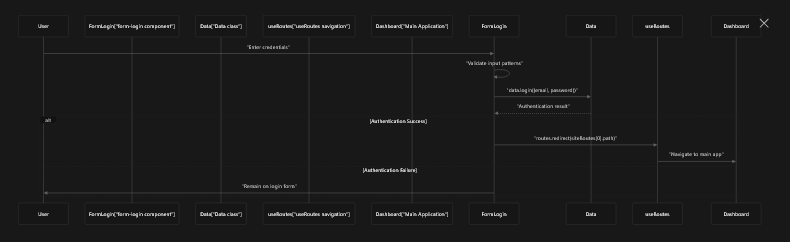 User
FormLogin["form-login component"]
Data["Data class"]
useRoutes["useRoutes navigation"]
Dashboard["Main Application"]
FormLogin
Data
useRoutes
Dashboard
"Enter credentials"
"Validate input patterns"
"data.login(email, password)"
"Authentication result"
alt
[Authentication Success]
"routes.redirect(siteRoutes[0].path)"
"Navigate to main app"
[Authentication Failure]
"Remain on login form"
User
FormLogin["form-login component"]
Data["Data class"]
useRoutes["useRoutes navigation"]
Dashboard["Main Application"]
FormLogin
Data
useRoutes
Dashboard